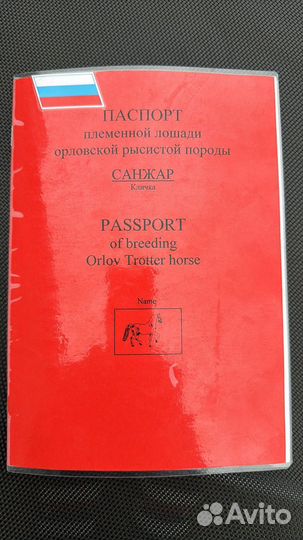 ПАСПОРТ
племенной лошади
орловской рысистой породы
САНЖАР
Кличка
PASSPORT
of breeding
Orlov Trotter horse
Name
Avito